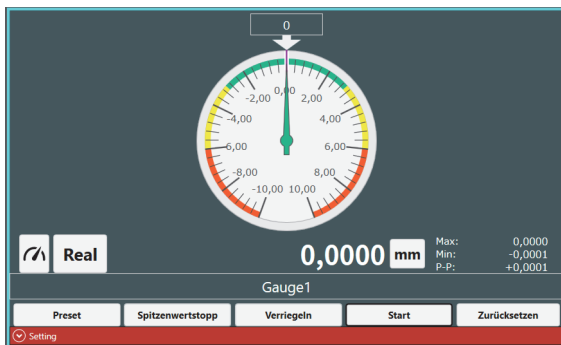 0
0,00
-2,00 2,00
-4,00 4,00
-6,00 6,00
-8,00 8,00
-10,00 10,00
Real
0,0000 mm
Max: 0,0000
Min: -0,0001
P-P: +0,0001
Gauge1
Preset Spitzenwertstopp Verriegeln Start Zurücksetzen
Setting